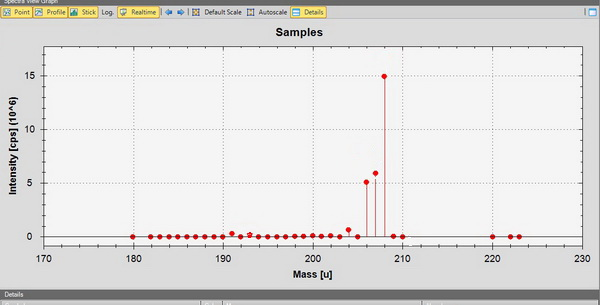 Spectra View Graph
Point Profile Stick Log. Realtime Default Scale Autoscale Details
Samples
Intensity [cps] (10^6)
15
10
5
0
170 180 190 200 210 220 230
Mass [u]
Details